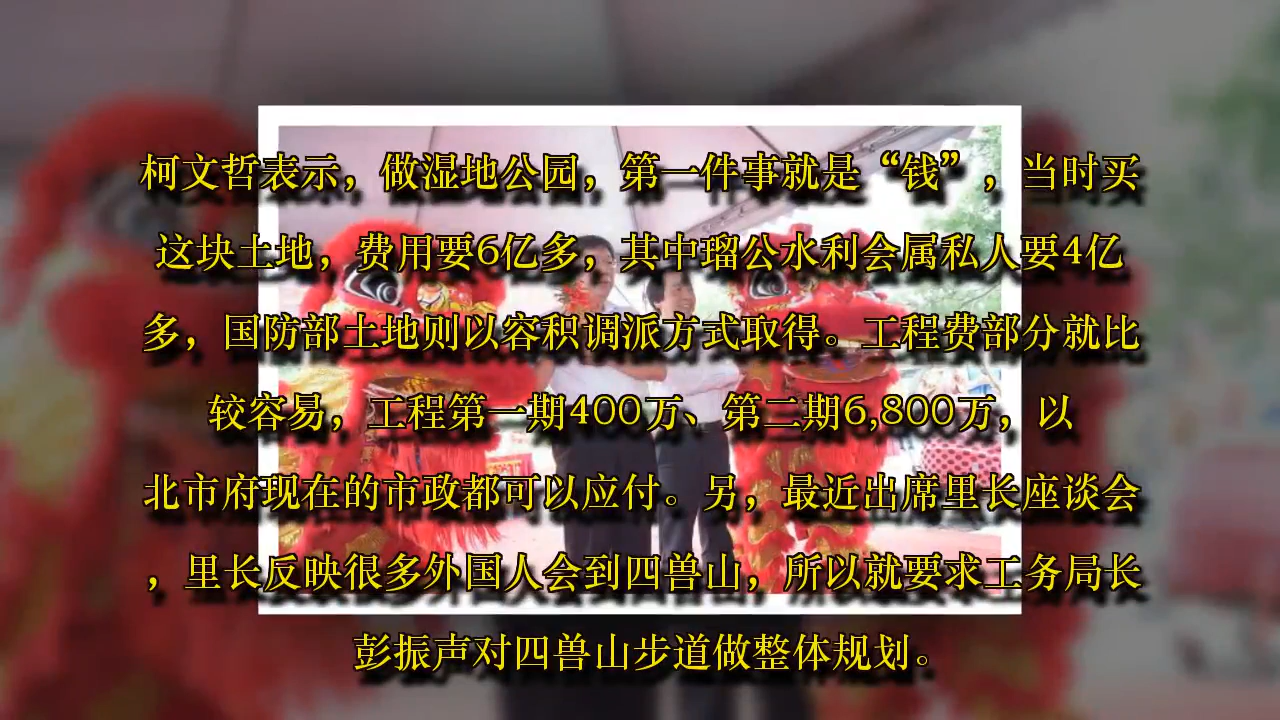 柯文哲表示，做湿地公园，第一件事就是“钱”，当时买
这块土地，费用要6亿多，其中瑠公水利会属私人要4亿
多，国防部土地则以容积调派方式取得。工程费部分就比
较容易，工程第一期400万、第二期6,800万，以
北市府现在的市政都可以应付。另，最近出席里长座谈会
，里长反映很多外国人会到四兽山，所以就要求工务局长
彭振声对四兽山步道做整体规划。